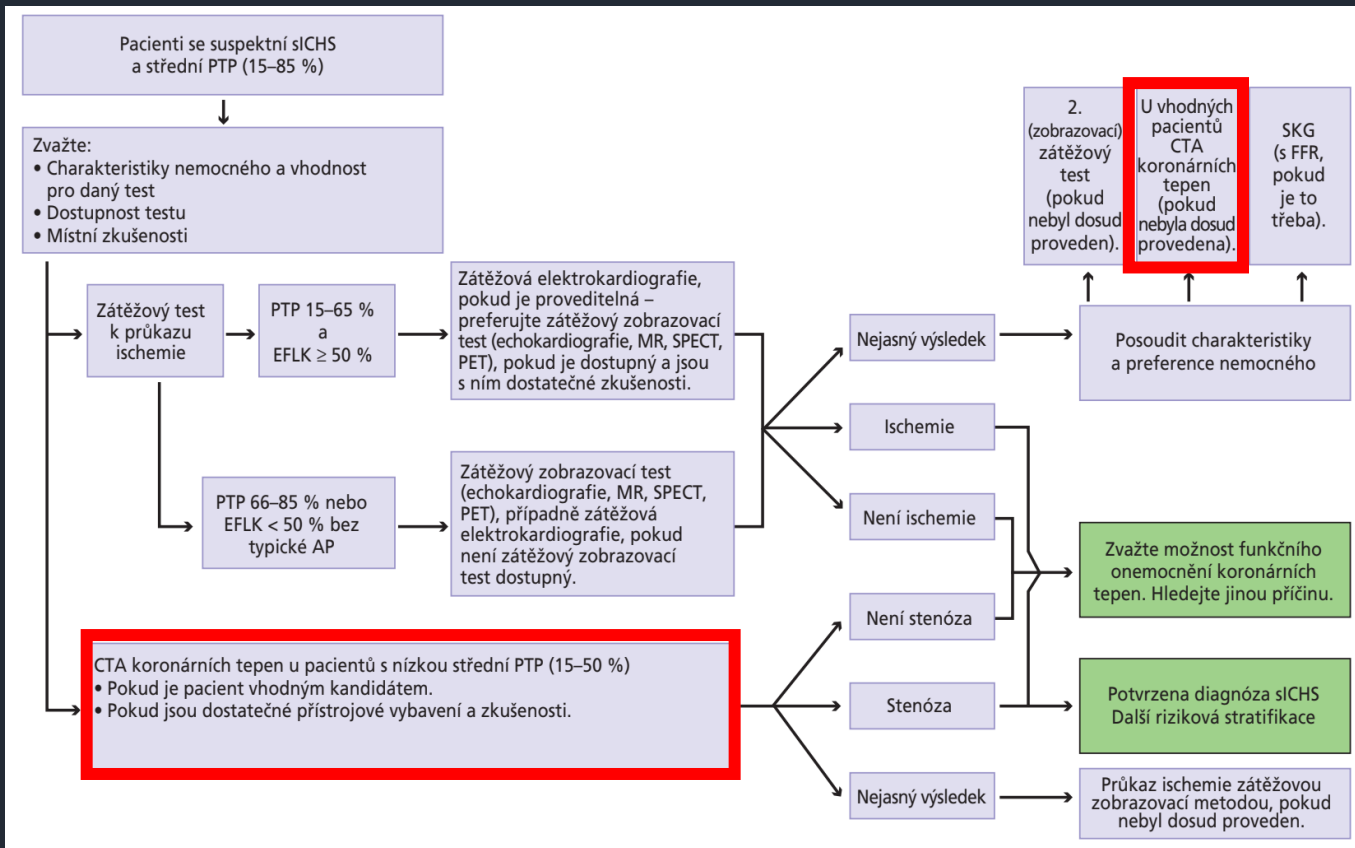 Pacienti se suspektní sICHS
a střední PTP (15–85 %)
Zvažte:
• Charakteristiky nemocného a vhodnost
pro daný test
• Dostupnost testu
• Místní zkušenosti
Zátěžový test
k průkazu
ischemie
PTP 15–65 %
a
EFLK ≥ 50 %
Zátěžová elektrokardiografie,
pokud je proveditelná –
preferujte zátěžový zobrazovací
test (echokardiografie, MR, SPECT,
PET), pokud je dostupný a jsou
s ním dostatečné zkušenosti.
PTP 66–85 % nebo
EFLK < 50 % bez
typické AP
Zátěžový zobrazovací test
(echokardiografie, MR, SPECT,
PET), případně zátěžová
elektrokardiografie, pokud
není zátěžový zobrazovací
test dostupný.
CTA koronárních tepen u pacientů s nízkou střední PTP (15–50 %)
• Pokud je pacient vhodným kandidátem.
• Pokud jsou dostatečné přístrojové vybavení a zkušenosti.
Nejasný výsledek
Ischemie
Není ischemie
Není stenóza
Stenóza
Nejasný výsledek
2.
(zobrazovací)
zátěžový
test
(pokud
nebyl dosud
proveden).
U vhodných
pacientů
CTA
koronárních
tepen
(pokud
nebyla dosud
provedena).
SKG
(s FFR,
pokud
je to
třeba).
Posoudit charakteristiky
a preference nemocného
Zvažte možnost funkčního
onemocnění koronárních
tepen. Hledejte jinou příčinu.
Potvrzena diagnóza sICHS
Další riziková stratifikace
Průkaz ischemie zátěžovou
zobrazovací metodou, pokud
nebyl dosud proveden.